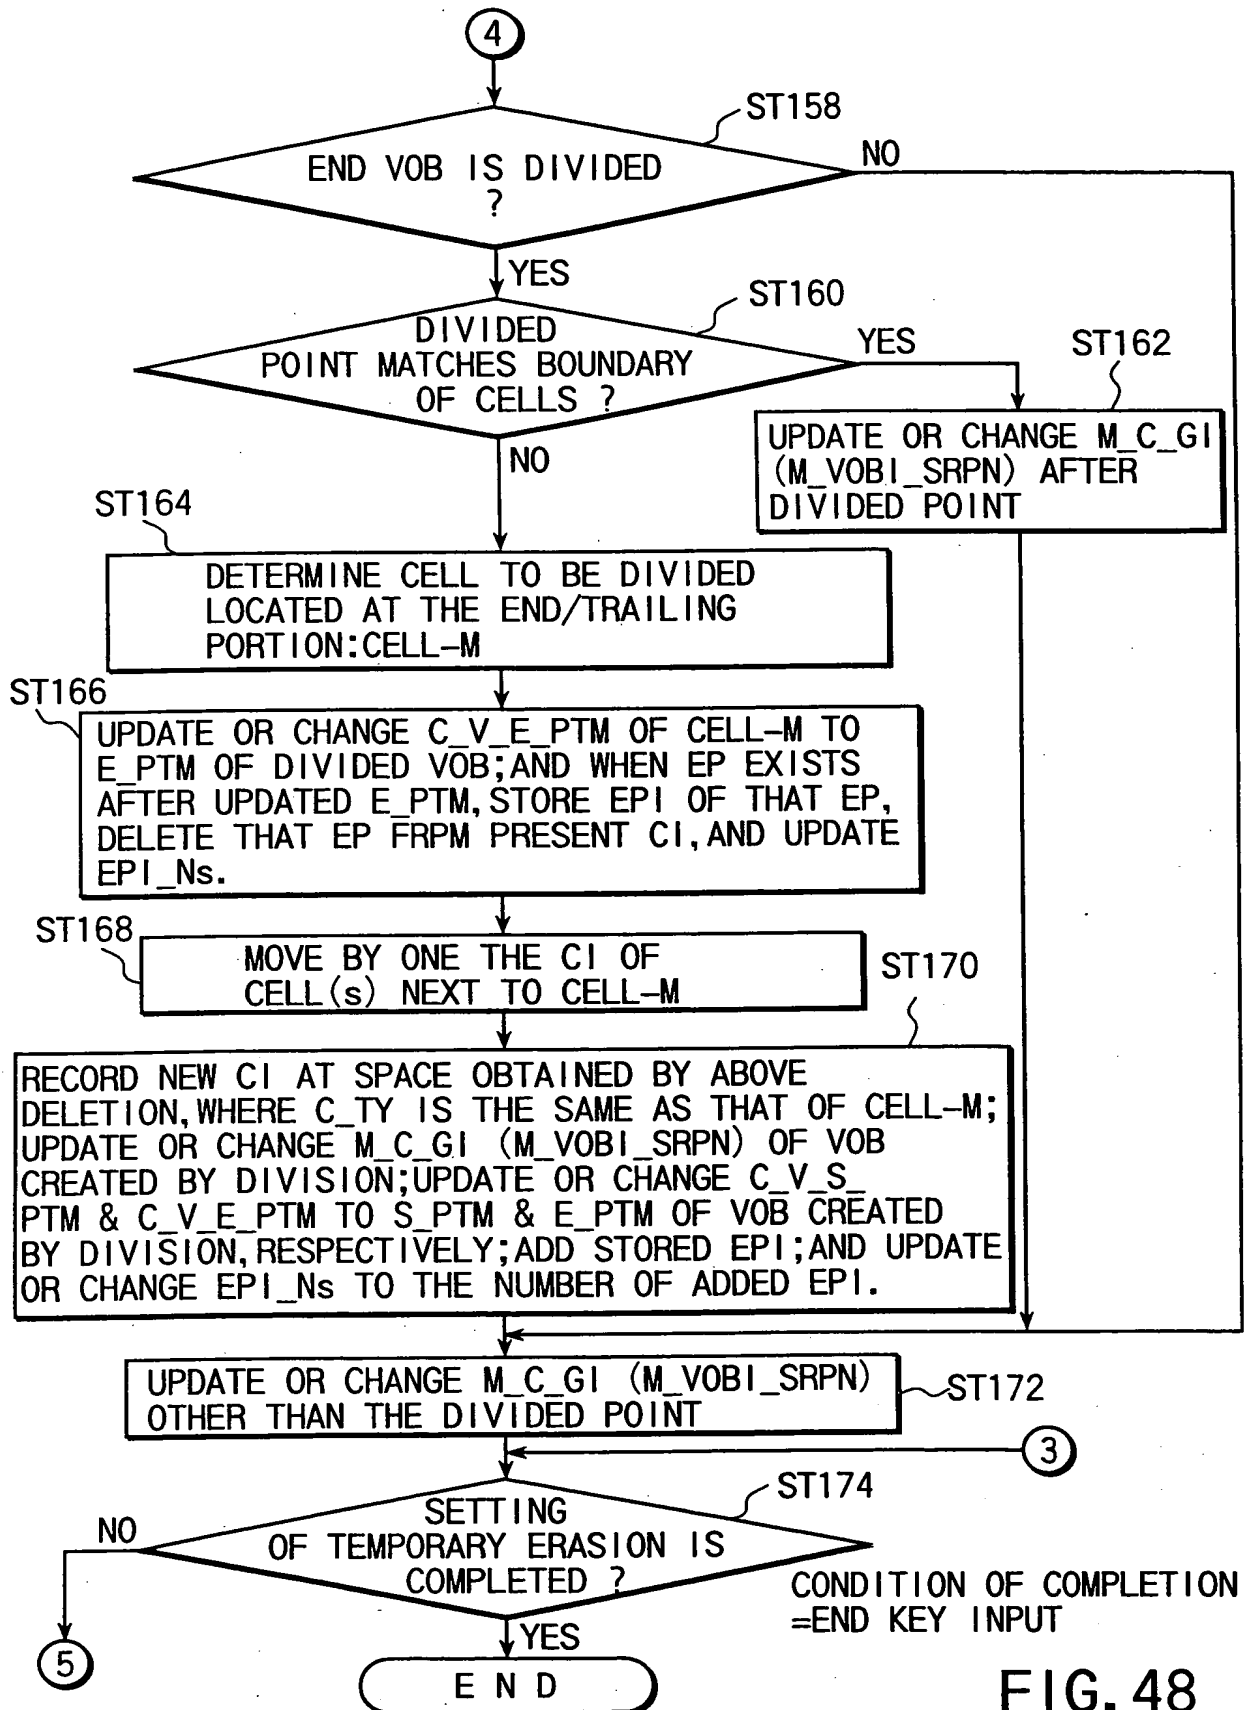 4
ST158
END VOB IS DIVIDED
?
NO
YES
ST160
DIVIDED
POINT MATCHES BOUNDARY
OF CELLS ?
YES
ST162
UPDATE OR CHANGE M_C_GI
(M_VOBI_SRPN) AFTER
DIVIDED POINT
NO
ST164
DETERMINE CELL TO BE DIVIDED
LOCATED AT THE END/TRAILING
PORTION:CELL-M
ST166
UPDATE OR CHANGE C_V_E_PTM OF CELL-M TO
E_PTM OF DIVIDED VOB;AND WHEN EP EXISTS
AFTER UPDATED E_PTM,STORE EPI OF THAT EP,
DELETE THAT EP FRPM PRESENT CI,AND UPDATE
EPI_Ns.
ST168
MOVE BY ONE THE CI OF
CELL(s) NEXT TO CELL-M
ST170
RECORD NEW CI AT SPACE OBTAINED BY ABOVE
DELETION,WHERE C_TY IS THE SAME AS THAT OF CELL-M;
UPDATE OR CHANGE M_C_GI (M_VOBI_SRPN) OF VOB
CREATED BY DIVISION;UPDATE OR CHANGE C_V_S_
PTM & C_V_E_PTM TO S_PTM & E_PTM OF VOB CREATED
BY DIVISION,RESPECTIVELY;ADD STORED EPI;AND UPDATE
OR CHANGE EPI_Ns TO THE NUMBER OF ADDED EPI.
UPDATE OR CHANGE M_C_GI (M_VOBI_SRPN)
OTHER THAN THE DIVIDED POINT
ST172
3
ST174
SETTING
OF TEMPORARY ERASION IS
COMPLETED ?
NO
CONDITION OF COMPLETION
=END KEY INPUT
YES
5
END
FIG. 48